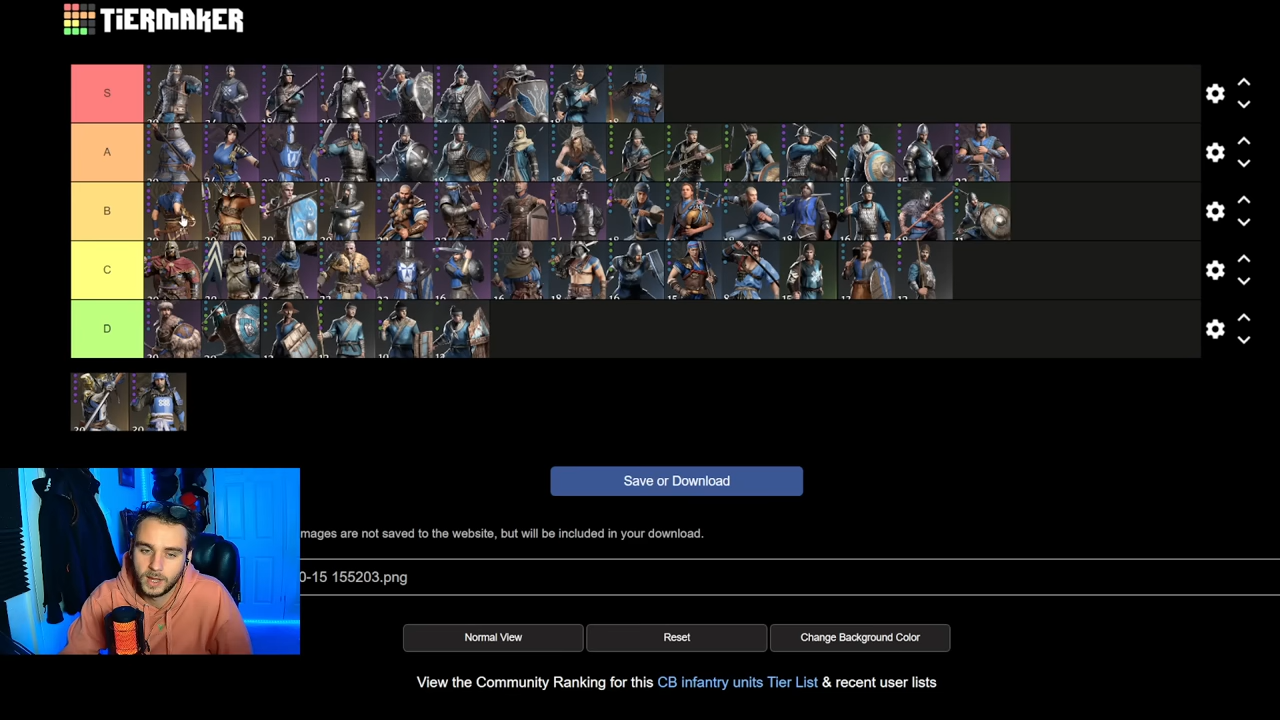 TIERMAKER
S
A
B
C
D
Save or Download
mages are not saved to the website, but will be included in your download.
0-15 155203.png
Normal View
Reset
Change Background Color
View the Community Ranking for this CB infantry units Tier List & recent user lists